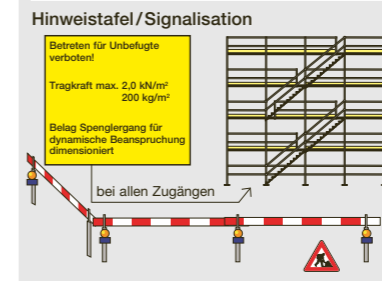 Hinweistafel/Signalisation
Betreten für Unbefugte
verboten!
Tragkraft max. 2,0 kN/m²
200 kg/m²
Belag Spenglergang für
dynamische Beanspruchung
dimensioniert
bei allen Zugängen